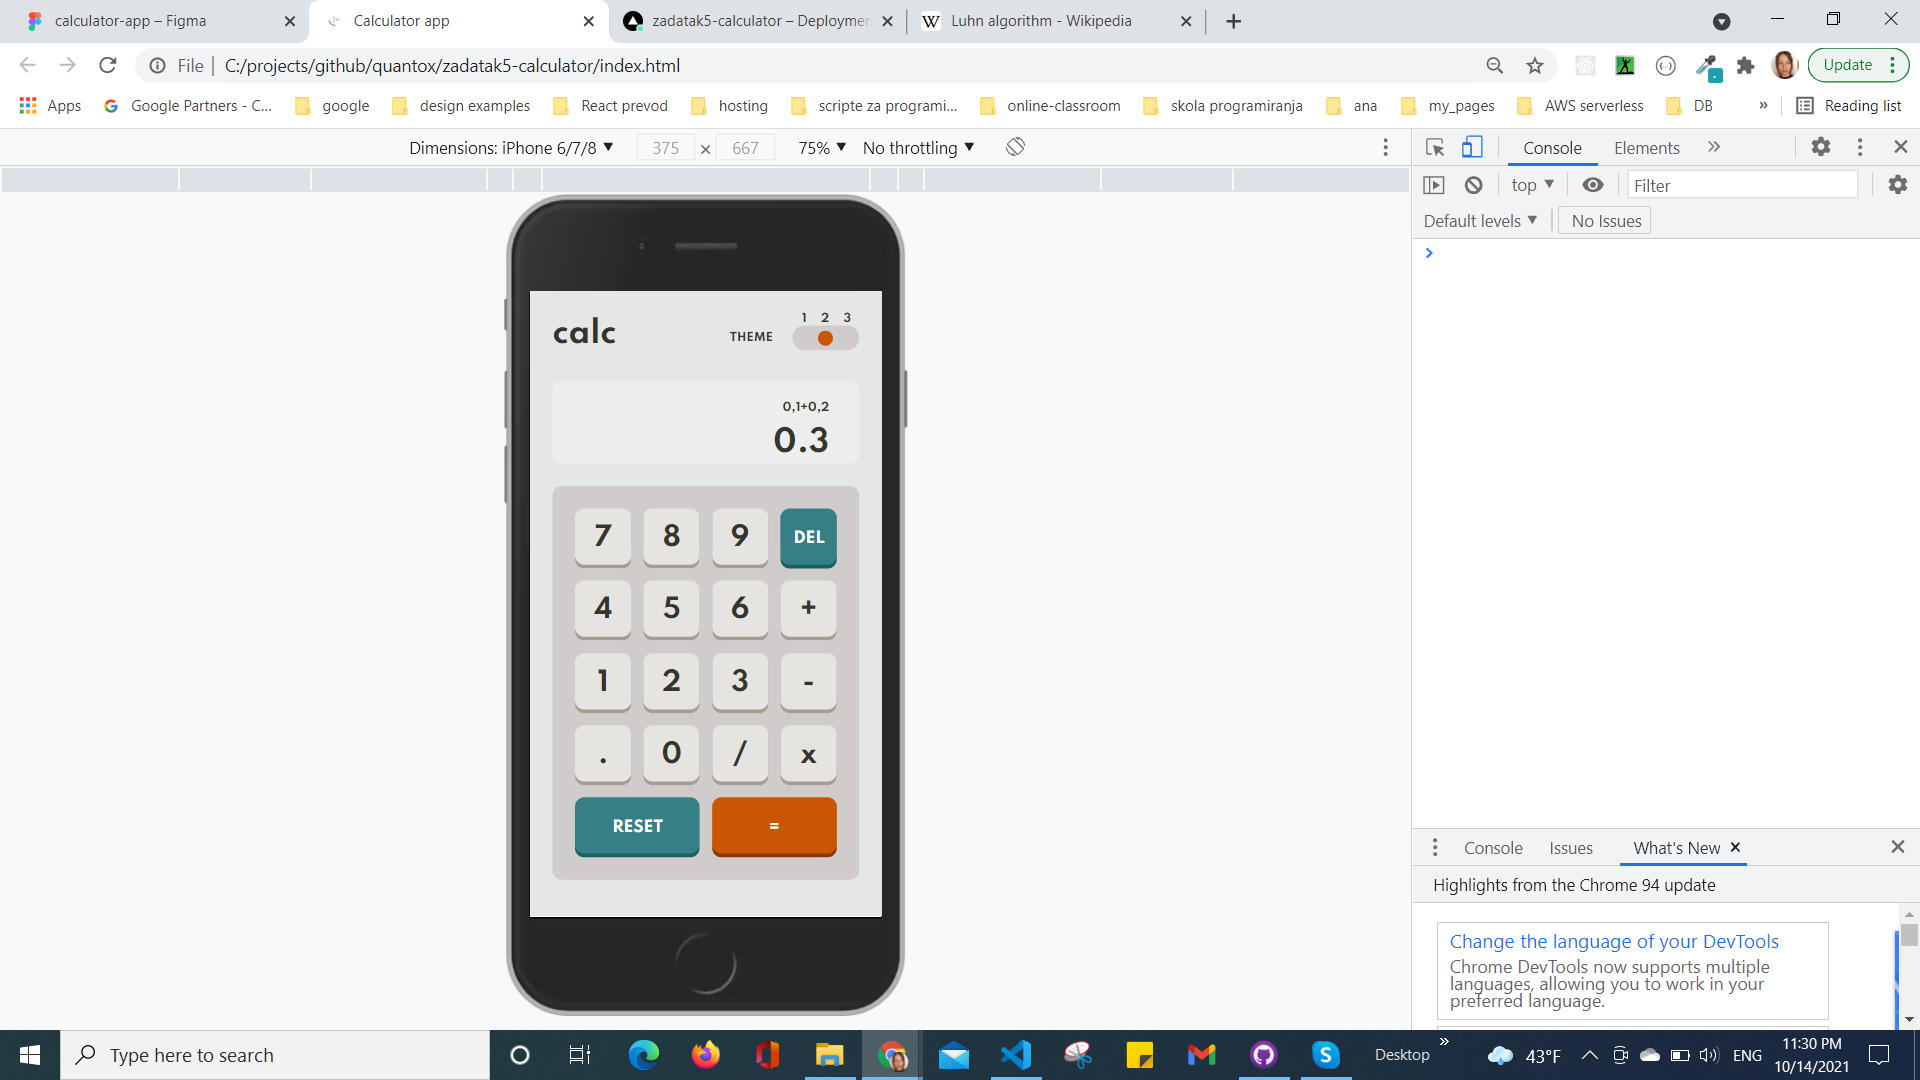 calculator-app – Figma
Calculator app
zadatak5-calculator – Deploymen
W Luhn algorithm - Wikipedia
File C:/projects/github/quantox/zadatak5-calculator/index.html
Update
Apps
G Google Partners - C...
google
design examples
React prevod
hosting
scripte za programi...
online-classroom
skola programiranja
ana
my_pages
AWS serverless
DB
»
Reading list
Dimensions: iPhone 6/7/8
375 × 667
75%
No throttling
Console
Elements
»
top
Filter
Default levels
No Issues
calc
THEME
1 2 3
0,1+0,2
0.3
7 8 9 DEL
4 5 6 +
1 2 3 -
. 0 / x
RESET =
Console
Issues
What's New
Highlights from the Chrome 94 update
Change the language of your DevTools
Chrome DevTools now supports multiple
languages, allowing you to work in your
preferred language.
Type here to search
Desktop
»
43°F
ENG
11:30 PM
10/14/2021